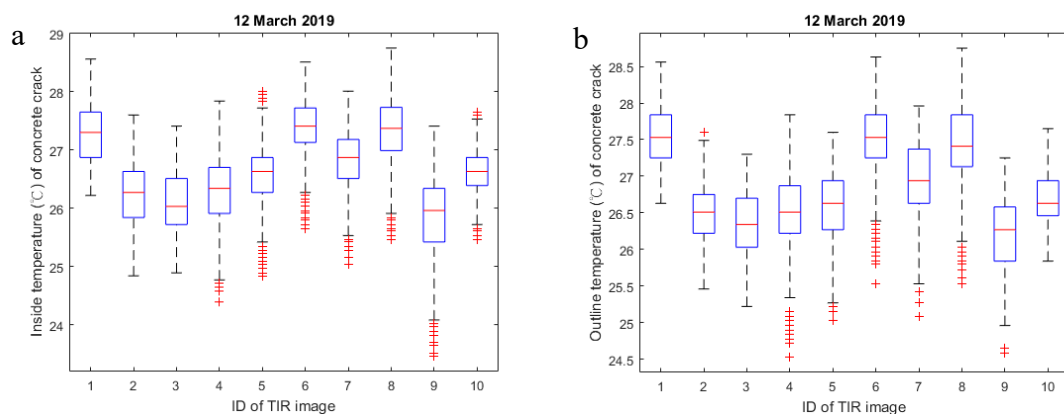 a
12 March 2019
Inside temperature (℃) of concrete crack
29
28
27
26
25
24
1 2 3 4 5 6 7 8 9 10
ID of TIR image
b
12 March 2019
Outline temperature (℃) of concrete crack
28.5
28
27.5
27
26.5
26
25.5
25
24.5
1 2 3 4 5 6 7 8 9 10
ID of TIR image